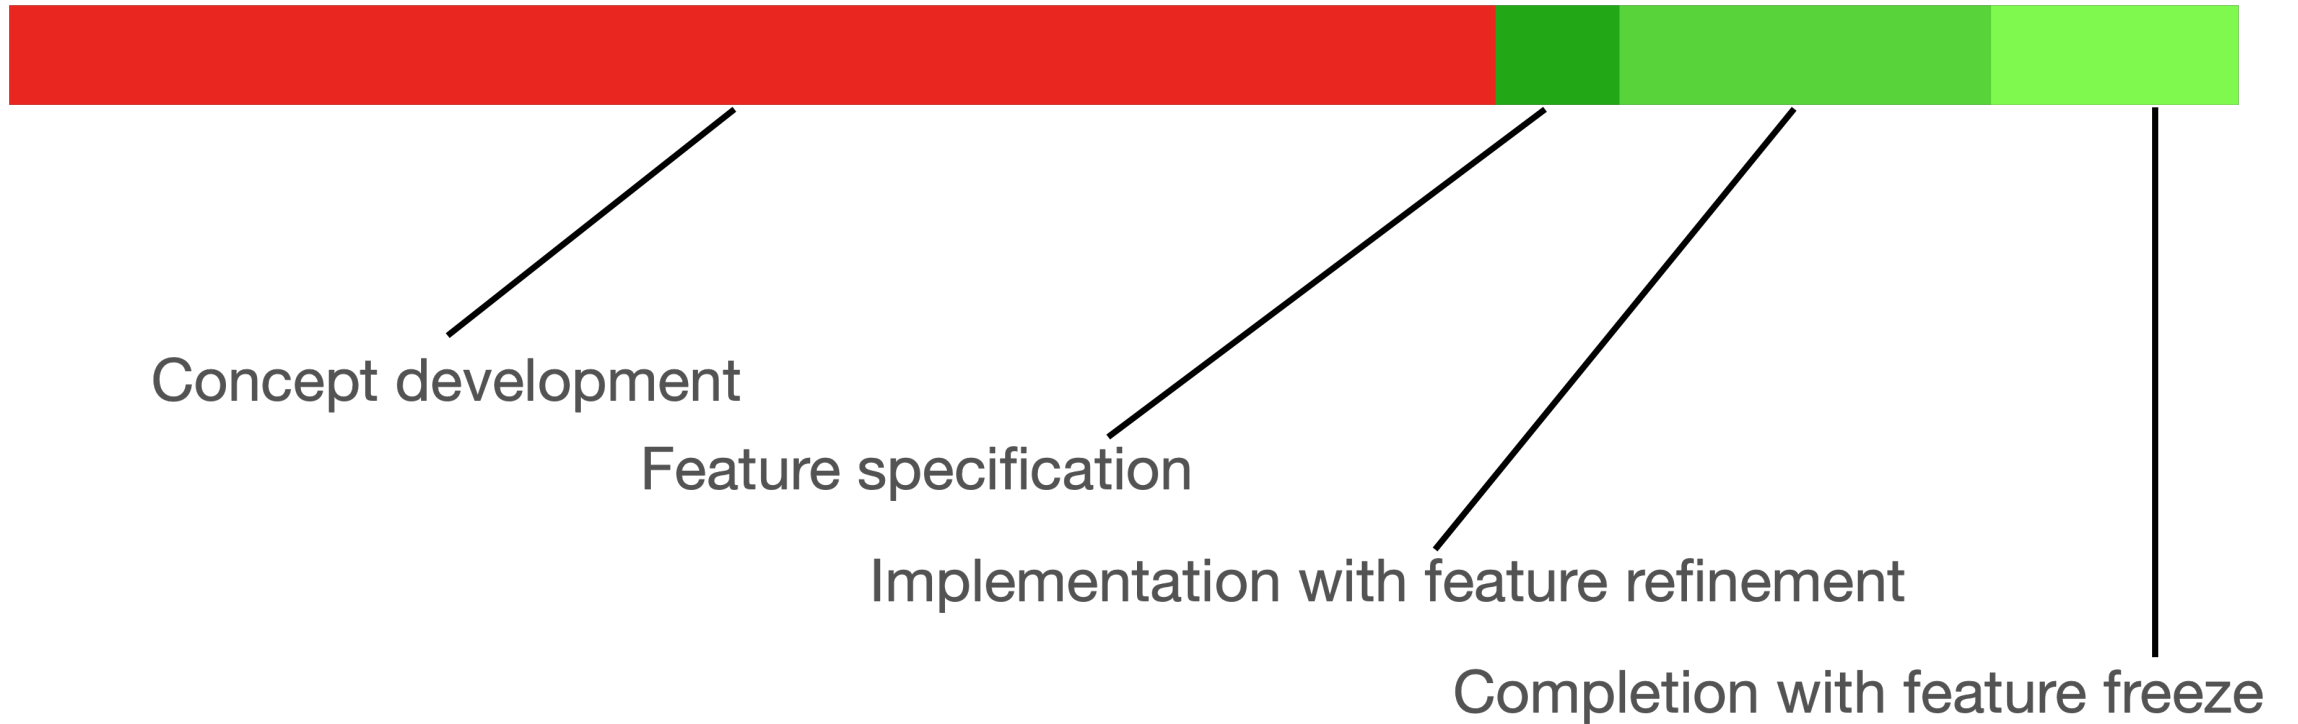 Concept development
Feature specification
Implementation with feature refinement
Completion with feature freeze